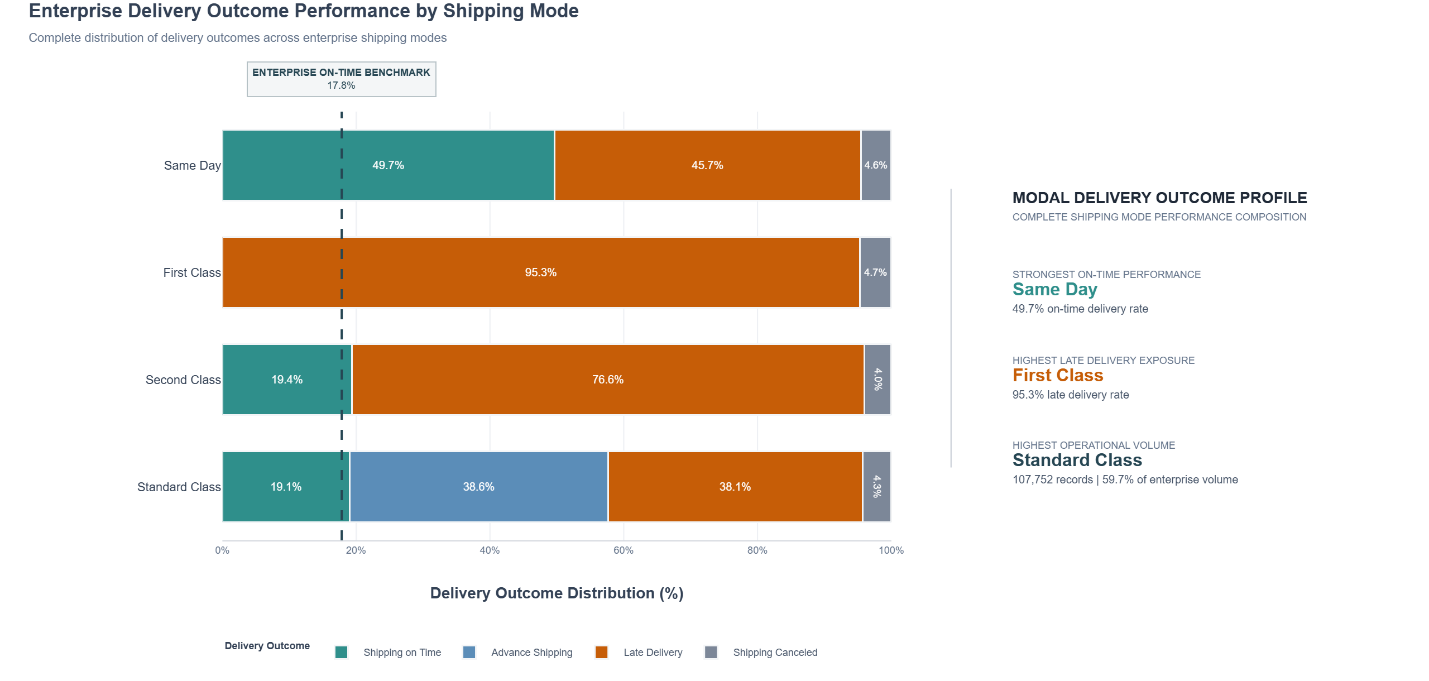 Enterprise Delivery Outcome Performance by Shipping Mode
Complete distribution of delivery outcomes across enterprise shipping modes
ENTERPRISE ON-TIME BENCHMARK
17.8%
Same Day
49.7%
45.7%
4.6%
First Class
95.3%
4.7%
Second Class
19.4%
76.6%
4.0%
Standard Class
19.1%
38.6%
38.1%
4.3%
0%
20%
40%
60%
80%
100%
Delivery Outcome Distribution (%)
Delivery Outcome
Shipping on Time
Advance Shipping
Late Delivery
Shipping Canceled
MODAL DELIVERY OUTCOME PROFILE
COMPLETE SHIPPING MODE PERFORMANCE COMPOSITION
STRONGEST ON-TIME PERFORMANCE
Same Day
49.7% on-time delivery rate
HIGHEST LATE DELIVERY EXPOSURE
First Class
95.3% late delivery rate
HIGHEST OPERATIONAL VOLUME
Standard Class
107,752 records | 59.7% of enterprise volume